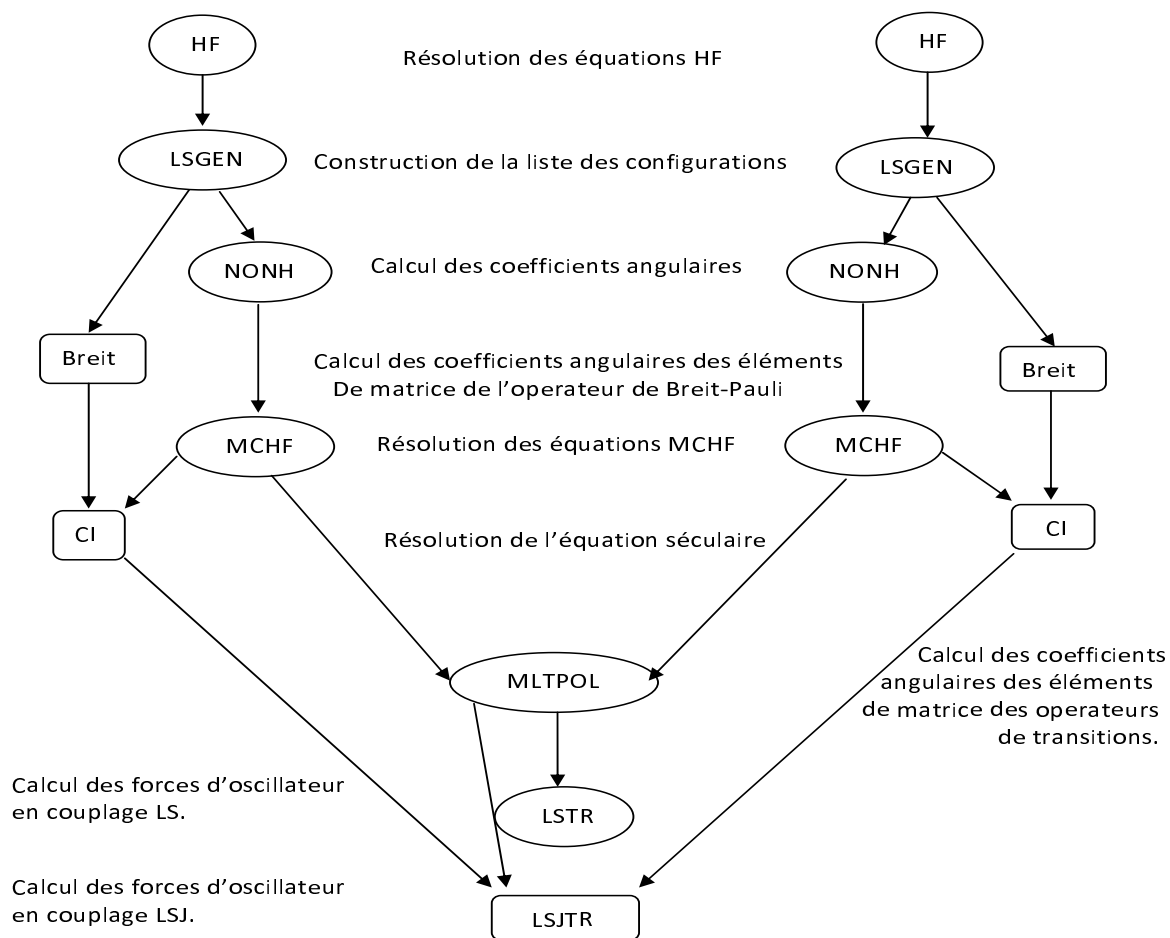 HF
Résolution des équations HF
HF
LSGEN
Construction de la liste des configurations
LSGEN
NONH
Calcul des coefficients angulaires
NONH
Breit
Calcul des coefficients angulaires des éléments
De matrice de l’operateur de Breit-Pauli
Breit
MCHF
Résolution des équations MCHF
MCHF
CI
Résolution de l’équation séculaire
CI
MLTPOL
Calcul des coefficients
angulaires des éléments
de matrice des operateurs
de transitions.
Calcul des forces d’oscillateur
en couplage LS.
LSTR
Calcul des forces d’oscillateur
en couplage LSJ.
LSJTR